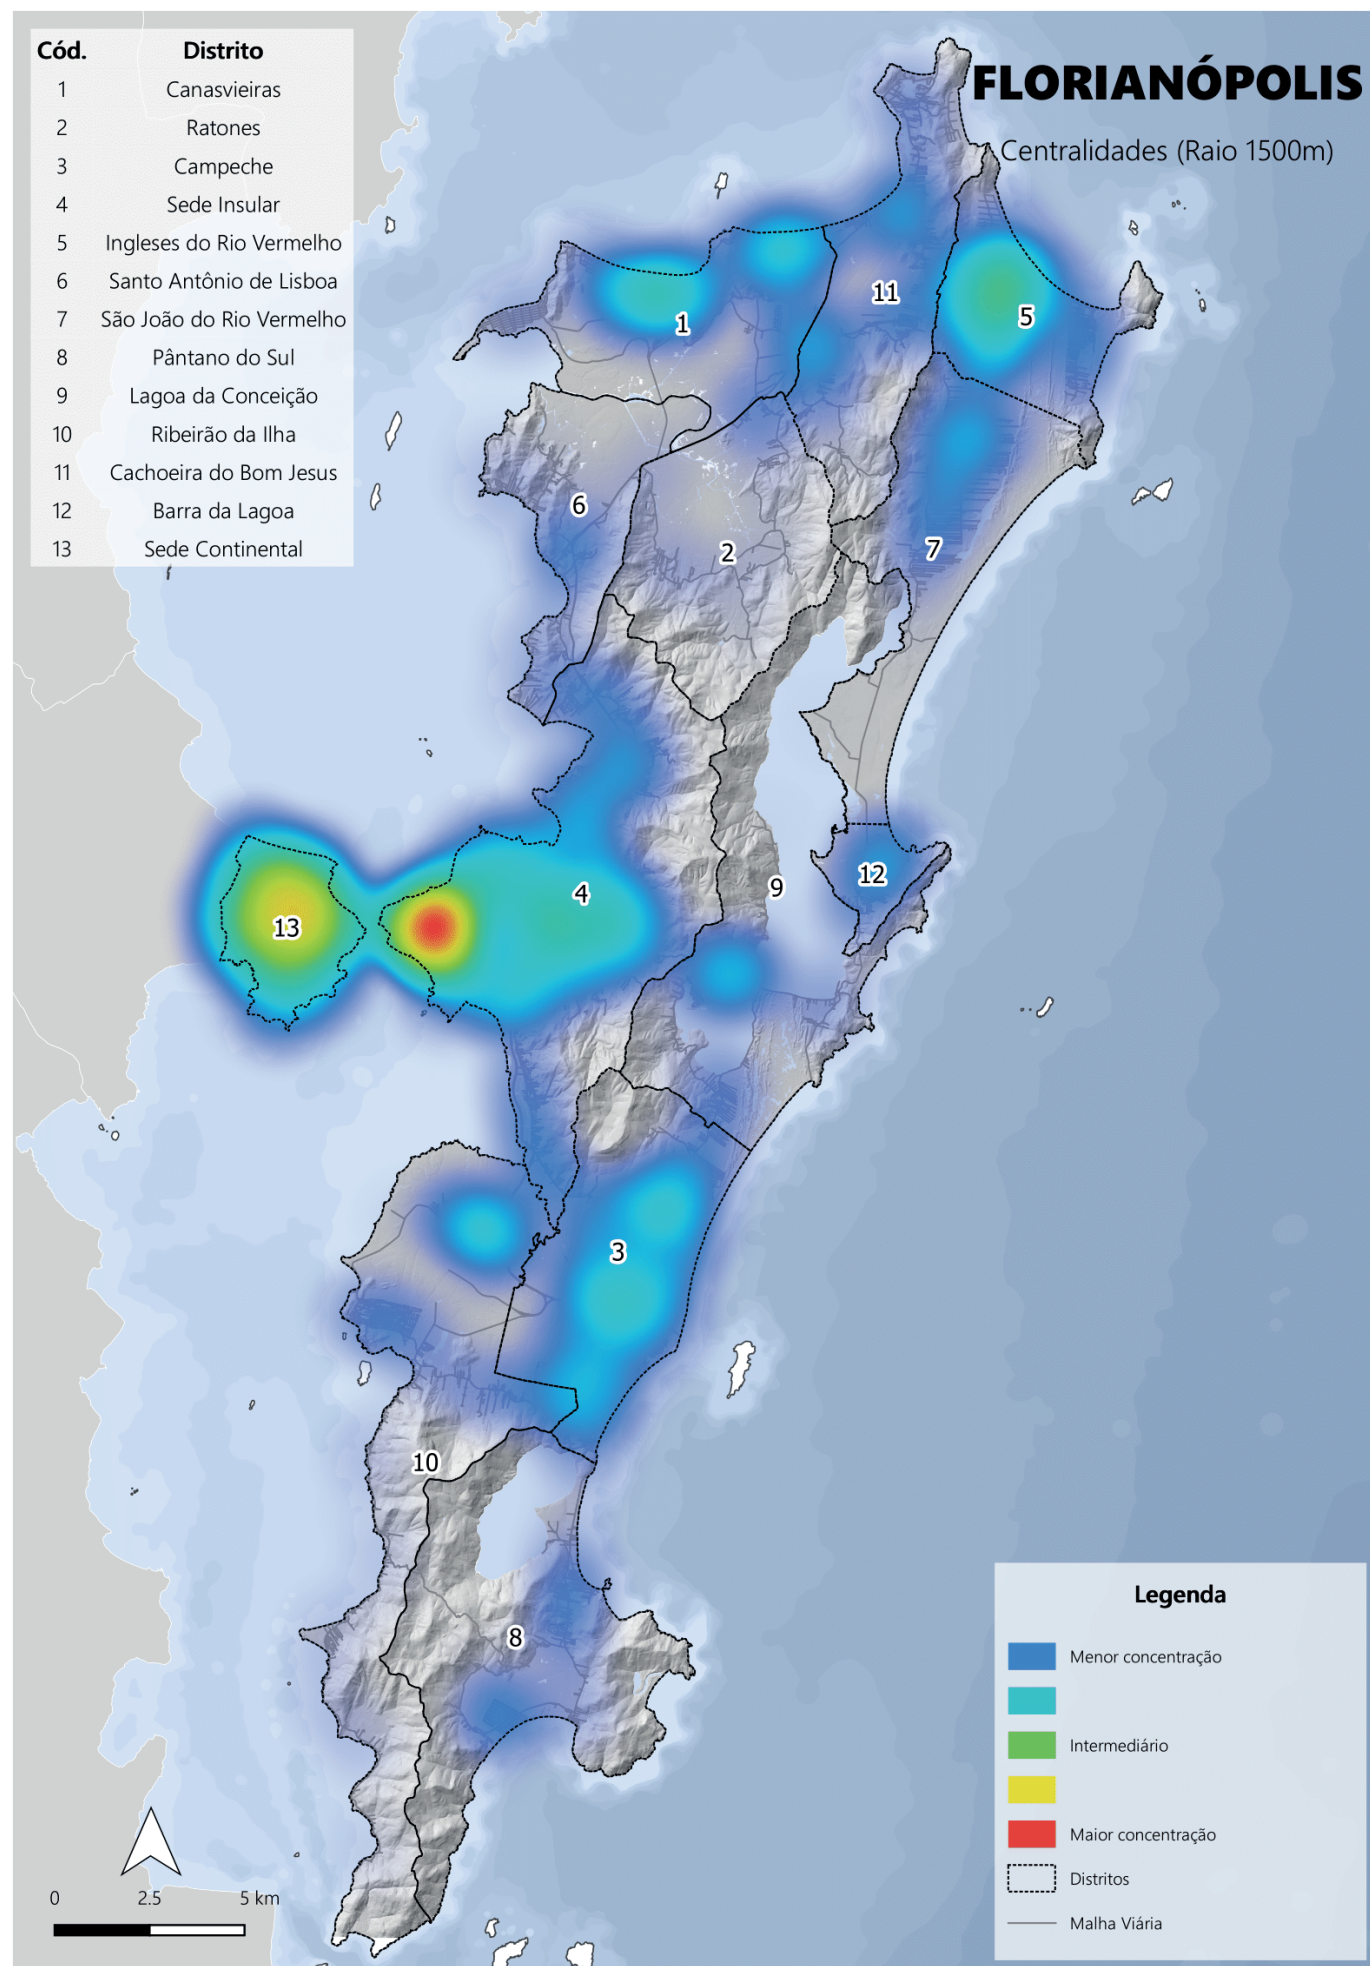 FLORIANÓPOLIS
Centralidades (Raio 1500m)
Cód. Distrito
1 Canasvieiras
2 Ratones
3 Campeche
4 Sede Insular
5 Ingleses do Rio Vermelho
6 Santo Antônio de Lisboa
7 São João do Rio Vermelho
8 Pântano do Sul
9 Lagoa da Conceição
10 Ribeirão da Ilha
11 Cachoeira do Bom Jesus
12 Barra da Lagoa
13 Sede Continental
11
5
1
6
2
7
12
9
4
13
3
10
8
Legenda
Menor concentração
Intermediário
Maior concentração
Distritos
Malha Viária
0 2.5 5 km